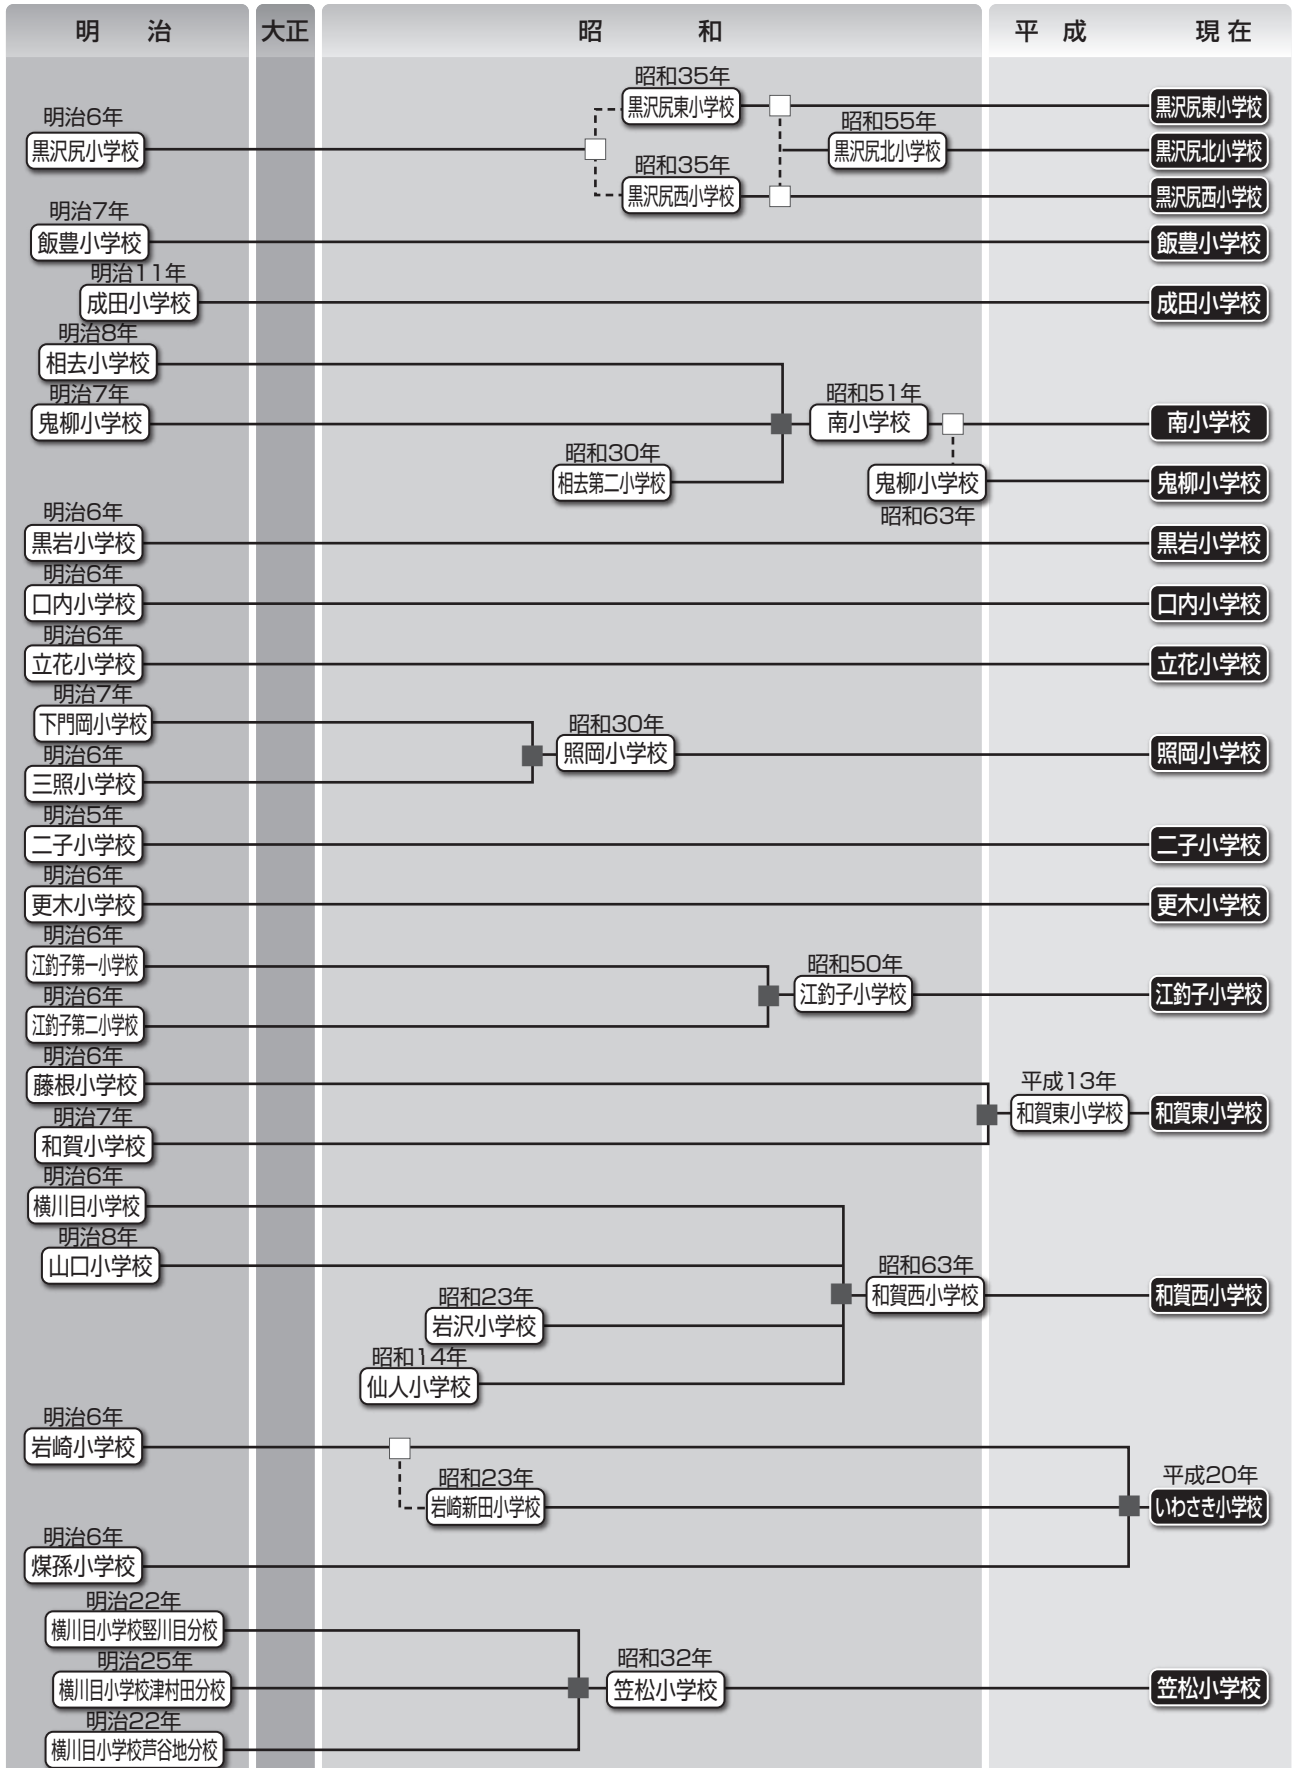 明治
大正
昭和
平成
現在
昭和35年
黒沢尻東小学校
黒沢尻東小学校
明治6年
黒沢尻小学校
昭和55年
黒沢尻北小学校
黒沢尻北小学校
昭和35年
黒沢尻西小学校
黒沢尻西小学校
明治7年
飯豊小学校
飯豊小学校
明治11年
成田小学校
成田小学校
明治8年
相去小学校
明治7年
鬼柳小学校
昭和51年
南小学校
南小学校
昭和30年
相去第二小学校
鬼柳小学校
昭和63年
鬼柳小学校
明治6年
黒岩小学校
黒岩小学校
明治6年
口内小学校
口内小学校
明治6年
立花小学校
立花小学校
明治7年
下門岡小学校
昭和30年
照岡小学校
照岡小学校
明治6年
三照小学校
明治5年
二子小学校
二子小学校
明治6年
更木小学校
更木小学校
明治6年
江釣子第一小学校
昭和50年
江釣子小学校
江釣子小学校
明治6年
江釣子第二小学校
明治6年
藤根小学校
平成13年
和賀東小学校
和賀東小学校
明治7年
和賀小学校
明治6年
横川目小学校
明治8年
山口小学校
昭和63年
和賀西小学校
和賀西小学校
昭和23年
岩沢小学校
昭和14年
仙人小学校
明治6年
岩崎小学校
昭和23年
岩崎新田小学校
平成20年
いわさき小学校
明治6年
煤孫小学校
明治22年
横川目小学校竪川目分校
明治25年
横川目小学校津村田分校
昭和32年
笠松小学校
笠松小学校
明治22年
横川目小学校芦谷地分校